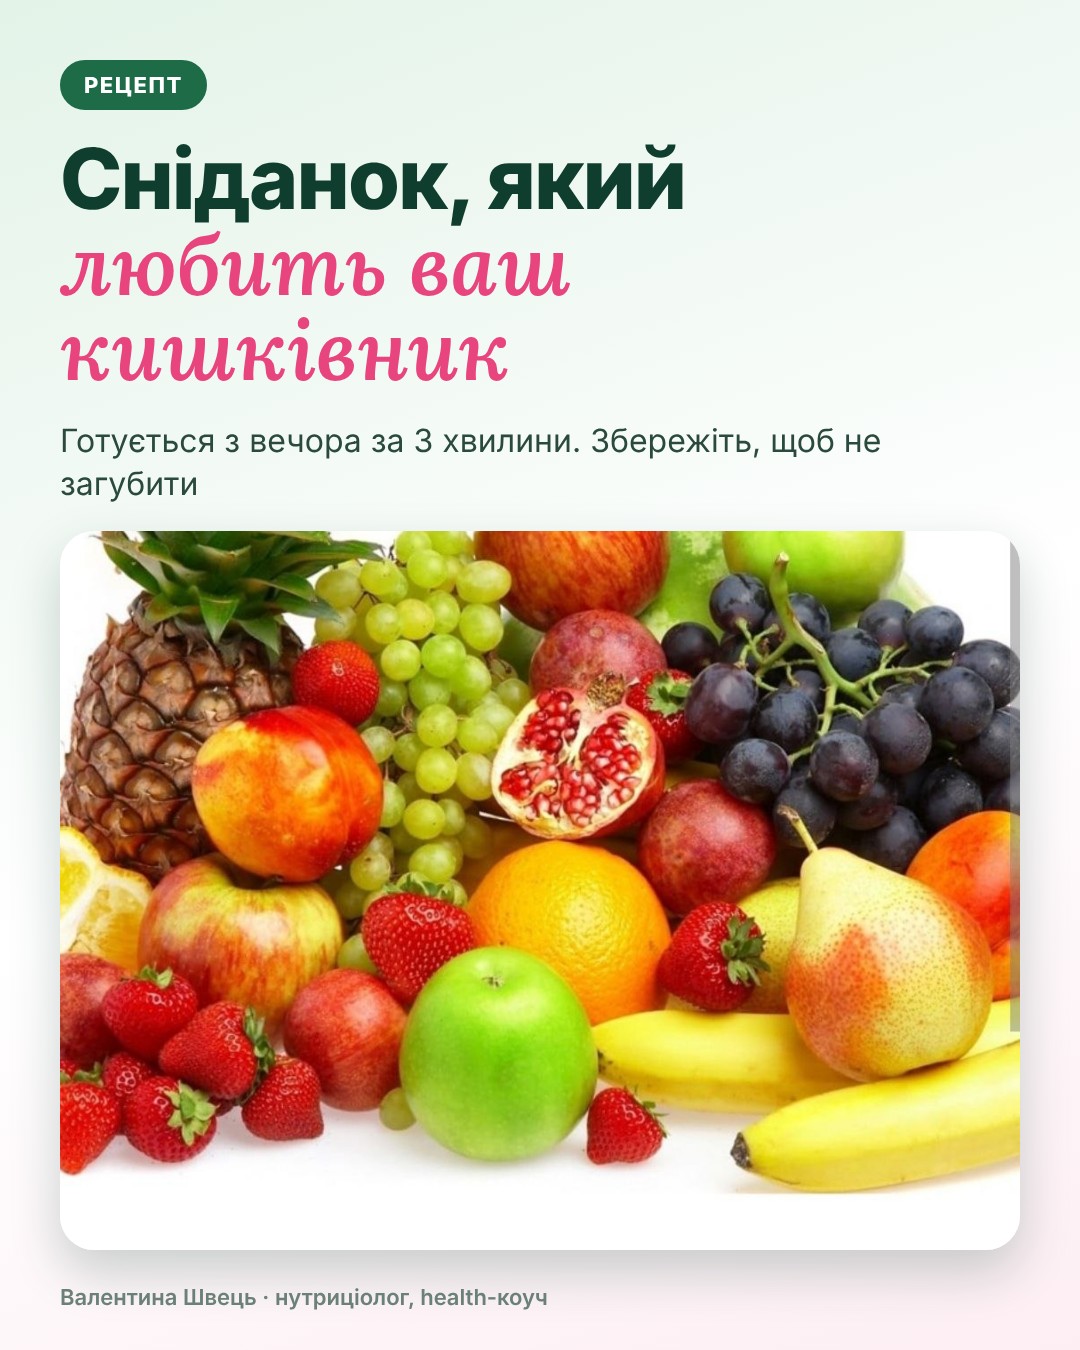 РЕЦЕПТ
Сніданок, який
любить ваш
кишківник
Готується з вечора за 3 хвилини. Збережіть, щоб не
загубити
Валентина Швець · нутриціолог, health-коуч